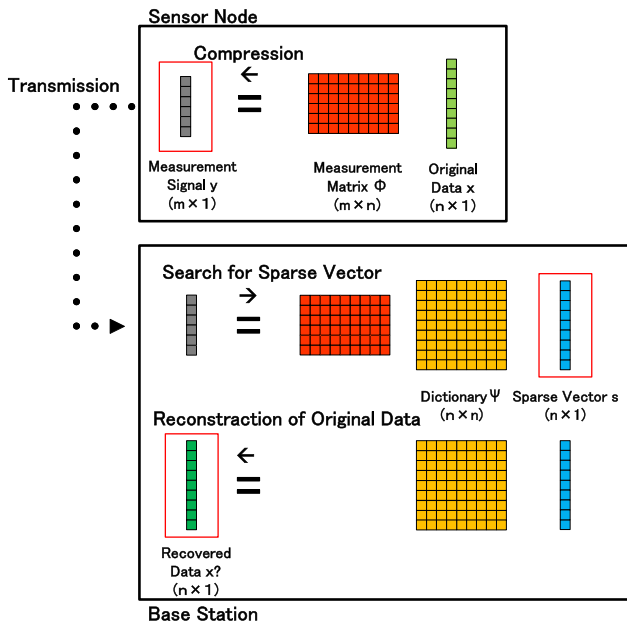 Sensor Node
Compression
←
Transmission
=
Measurement
Signal y
(m×1)
Measurement
Matrix Φ
(m×n)
Original
Data x
(n×1)
Search for Sparse Vector
→
=
Dictionary Ψ
(n×n)
Sparse Vector s
(n×1)
Reconstraction of Original Data
←
=
Recovered
Data x?
(n×1)
Base Station